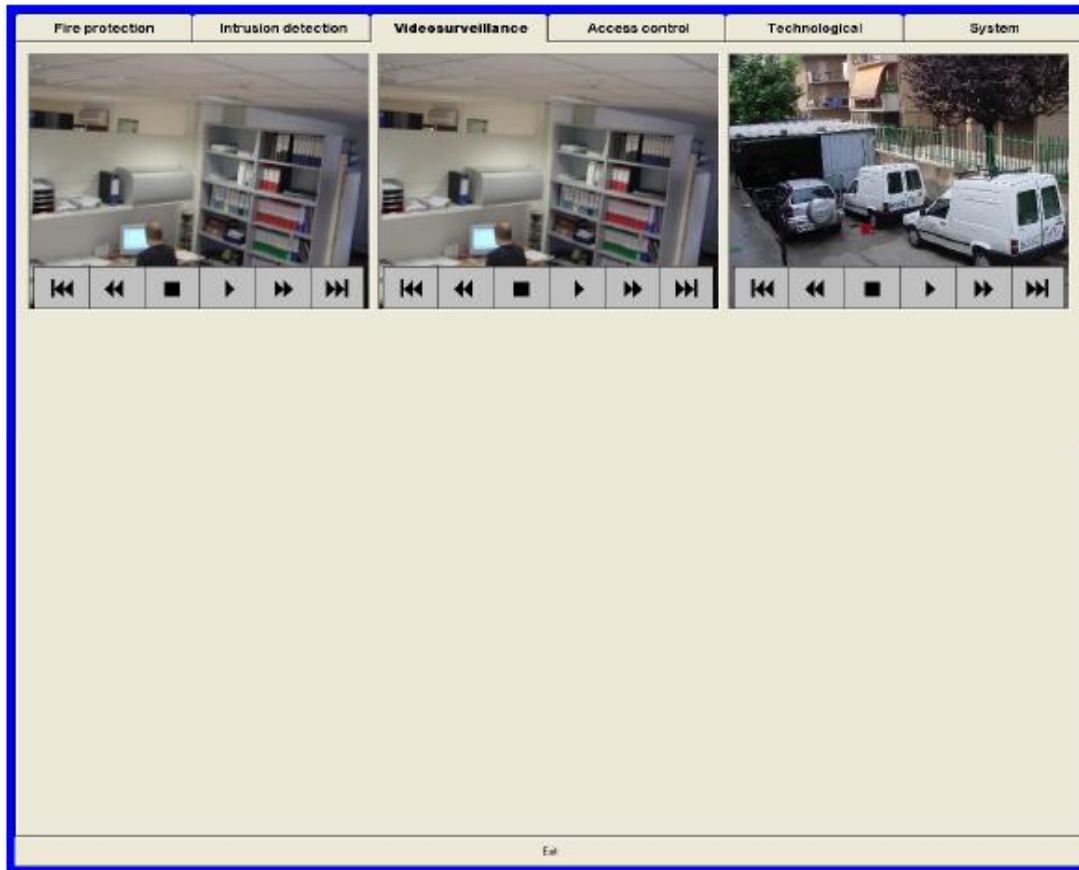 Fire protection
Intrusion detection
Videosurveillance
Access control
Technological
System
Exit